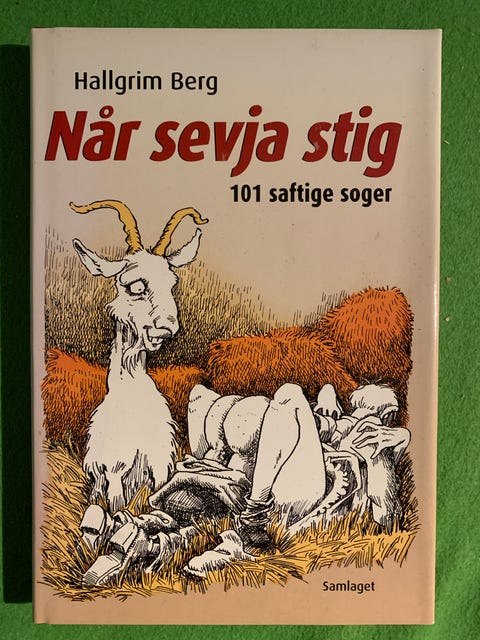 Hallgrim Berg
Når sevja stig
101 saftige soger
Samlaget